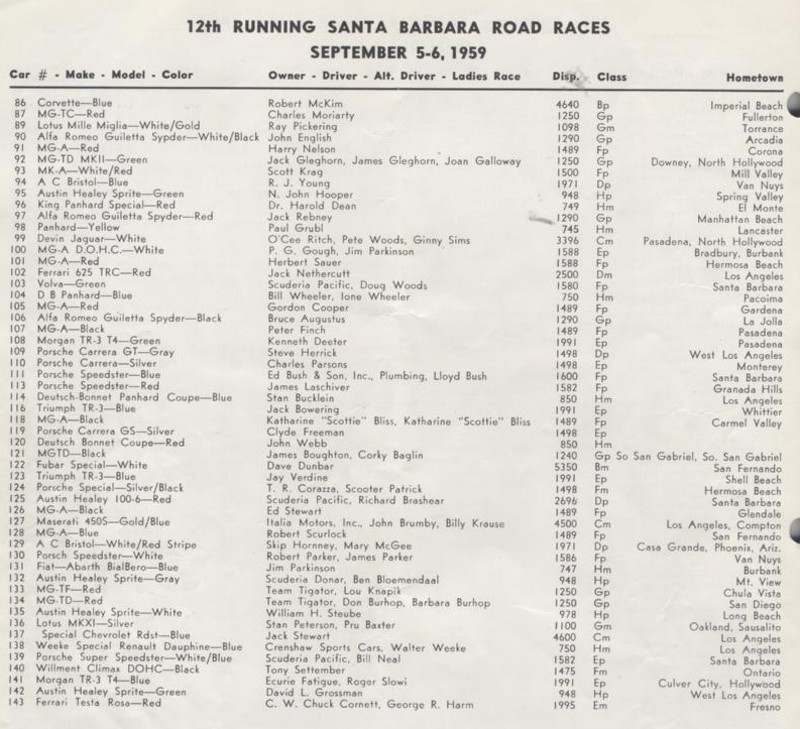 12th RUNNING SANTA BARBARA ROAD RACES
SEPTEMBER 5-6, 1959
Car # - Make - Model - Color Owner - Driver - Alt. Driver - Ladies Race Disp. Class Hometown
86 Corvette—Blue Robert McKim 4640 Bp Imperial Beach
87 MG-TC—Red Charles Moriarty 1250 Gp Fullerton
89 Lotus Mille Miglia—White/Gold Ray Pickering 1098 Gm Torrance
90 Alfa Romeo Guiletta Sypder—White/Black John English 1290 Gp Arcadia
91 MG-A—Red Harry Nelson 1489 Fp Corona
92 MG-TD MKII—Green Jack Gleghorn, James Gleghorn, Joan Galloway 1250 Gp Downey, North Hollywood
93 MK-A—White/Red Scott Krag 1500 Fp Mill Valley
94 A C Bristol—Blue R. J. Young 1971 Dp Van Nuys
95 Austin Healey Sprite—Green N. John Hooper 948 Hp Spring Valley
96 King Panhard Special—Red Dr. Harold Dean 749 Hm El Monte
97 Alfa Romeo Guiletta Spyder—Red Jack Rebney 1290 Gp Manhattan Beach
98 Panhard—Yellow Paul Grubl 745 Hm Lancaster
99 Devin Jaguar—White O'Cee Ritch, Pete Woods, Ginny Sims 3396 Cm Pasadena, North Hollywood
100 MG-A D.O.H.C.—White P. G. Gough, Jim Parkinson 1588 Ep Bradbury, Burbank
101 MG-A—Red Herbert Sauer 1588 Fp Hermosa Beach
102 Ferrari 625 TRC—Red Jack Nethercutt 2500 Dm Los Angeles
103 Volva—Green Scuderia Pacific, Doug Woods 1580 Fp Santa Barbara
104 D B Panhard—Blue Bill Wheeler, Ione Wheeler 750 Hm Pacoima
105 MG-A—Red Gordon Cooper 1489 Fp Gardena
106 Alfa Romeo Guiletta Spyder—Black Bruce Augustus 1290 Gp La Jolla
107 MG-A—Black Peter Finch 1489 Fp Pasadena
108 Morgan TR-3 T4—Green Kenneth Deeter 1991 Ep Pasadena
109 Porsche Carrera GT—Gray Steve Herrick 1498 Dp West Los Angeles
110 Porsche Carrera—Silver Charles Parsons 1498 Ep Monterey
111 Porsche Speedster—Blue Ed Bush & Son, Inc., Plumbing, Lloyd Bush 1600 Fp Santa Barbara
113 Porsche Speedster—Red James Laschiver 1582 Fp Granada Hills
114 Deutsch-Bonnet Panhard Coupe—Blue Stan Bucklein 850 Hm Los Angeles
116 Triumph TR-3—Blue Jack Bowering 1991 Ep Whittier
118 MG-A—Black Katharine "Scottie" Bliss, Katharine "Scottie" Bliss 1489 Fp Carmel Valley
119 Porsche Carrera GS—Silver Clyde Freeman 1498 Ep
120 Deutsch Bonnet Coupe—Red John Webb 850 Hm
121 MGTD—Black James Boughton, Corky Baglin 1240 Gp So San Gabriel, So. San Gabriel
122 Fubar Special—White Dave Dunbar 5350 Bm San Fernando
123 Triumph TR-3—Blue Jay Verdine 1991 Ep Shell Beach
124 Porsche Special—Silver/Black T. R. Corazza, Scooter Patrick 1498 Fm Hermosa Beach
125 Austin Healey 100-6—Red Scuderia Pacific, Richard Brashear 2696 Dp Santa Barbara
126 MG-A—Black Ed Stewart 1489 Fp Glendale
127 Maserati 450S—Gold/Blue Italia Motors, Inc., John Brumby, Billy Krause 4500 Cm Los Angeles, Compton
128 MG-A—Blue Robert Scurlock 1489 Fp San Fernando
129 A C Bristol—White/Red Stripe Skip Hornney, Mary McGee 1971 Dp Casa Grande, Phoenix, Ariz.
130 Porsch Speedster—White Robert Parker, James Parker 1586 Fp Van Nuys
131 Fiat—Abarth BialBero—Blue Jim Parkinson 747 Hm Burbank
132 Austin Healey Sprite—Gray Scuderia Donar, Ben Bloemendaal 948 Hp Mt. View
133 MG-TF—Red Team Tigator, Lou Knapik 1250 Gp Chula Vista
134 MG-TD—Red Team Tigator, Don Burhop, Barbara Burhop 1250 Gp San Diego
135 Austin Healey Sprite—White William H. Steube 978 Hp Long Beach
136 Lotus MKXI—Silver Stan Peterson, Pru Baxter 1100 Gm Oakland, Sausalito
137 Special Chevrolet Rdst—Blue Jack Stewart 4600 Cm Los Angeles
138 Weeke Special Renault Dauphine—Blue Crenshaw Sports Cars, Walter Weeke 750 Hm Los Angeles
139 Porsche Super Speedster—White/Blue Scuderia Pacific, Bill Neal 1582 Ep Santa Barbara
140 Willment Climax DOHC—Black Tony Settember 1475 Fm Ontario
141 Morgan TR-3 T4—Blue Ecurie Fatigue, Roger Slowi 1991 Ep Culver City, Hollywood
142 Austin Healey Sprite—Green David L. Grossman 948 Hp West Los Angeles
143 Ferrari Testa Rosa—Red C. W. Chuck Cornett, George R. Harm 1995 Em Fresno